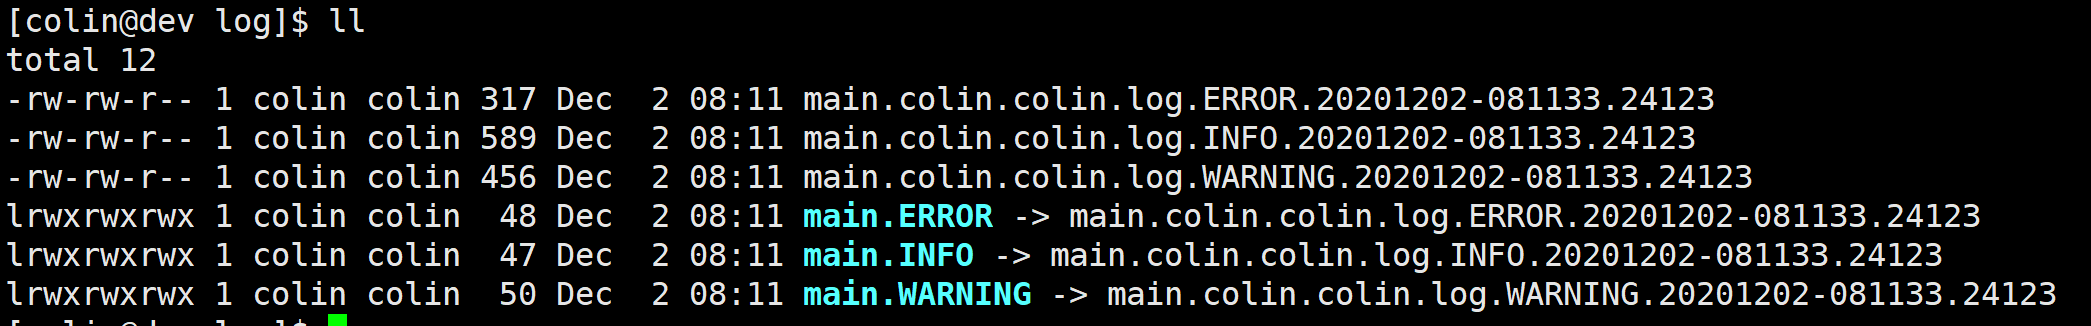 [colin@dev log]$ ll
total 12
-rw-rw-r-- 1 colin colin 317 Dec  2 08:11 main.colin.colin.log.ERROR.20201202-081133.24123
-rw-rw-r-- 1 colin colin 589 Dec  2 08:11 main.colin.colin.log.INFO.20201202-081133.24123
-rw-rw-r-- 1 colin colin 456 Dec  2 08:11 main.colin.colin.log.WARNING.20201202-081133.24123
lrwxrwxrwx 1 colin colin  48 Dec  2 08:11 main.ERROR -> main.colin.colin.log.ERROR.20201202-081133.24123
lrwxrwxrwx 1 colin colin  47 Dec  2 08:11 main.INFO -> main.colin.colin.log.INFO.20201202-081133.24123
lrwxrwxrwx 1 colin colin  50 Dec  2 08:11 main.WARNING -> main.colin.colin.log.WARNING.20201202-081133.24123
[colin@dev log]$